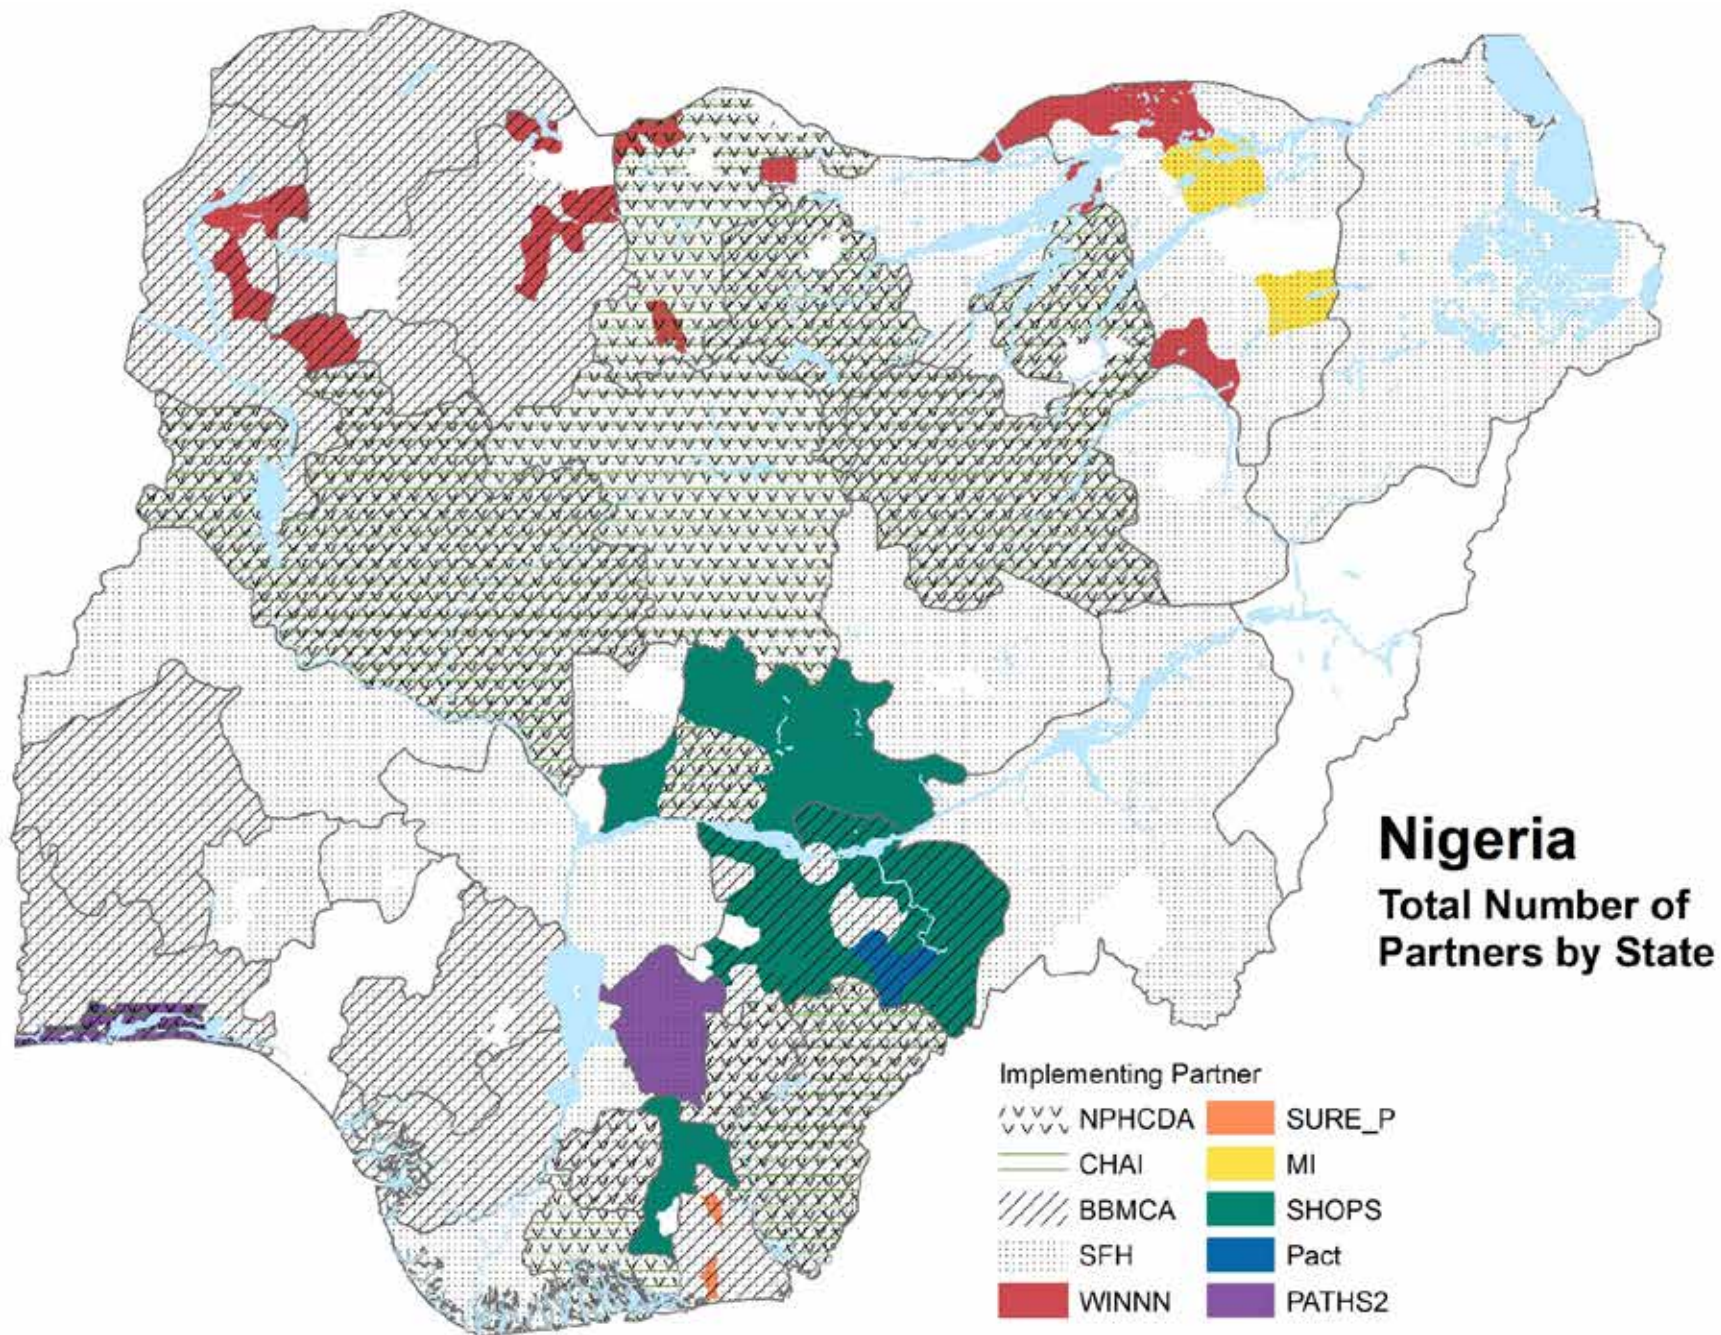 Nigeria
Total Number of
Partners by State
Implementing Partner
NPHCDA
CHAI
BBMCA
SFH
WINNN
SURE_P
MI
SHOPS
Pact
PATHS2